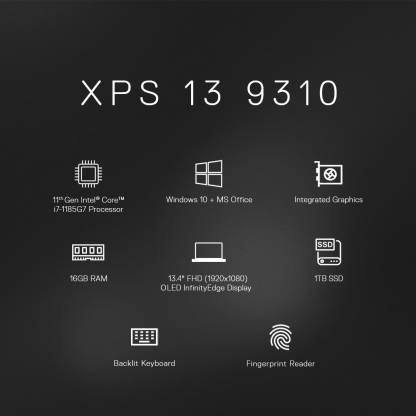 XPS 13 9310
11th Gen Intel® Core™
i7-1185G7 Processor
Windows 10 + MS Office
Integrated Graphics
16GB RAM
13.4" FHD (1920x1080)
OLED InfinityEdge Display
SSD
1TB SSD
Backlit Keyboard
Fingerprint Reader